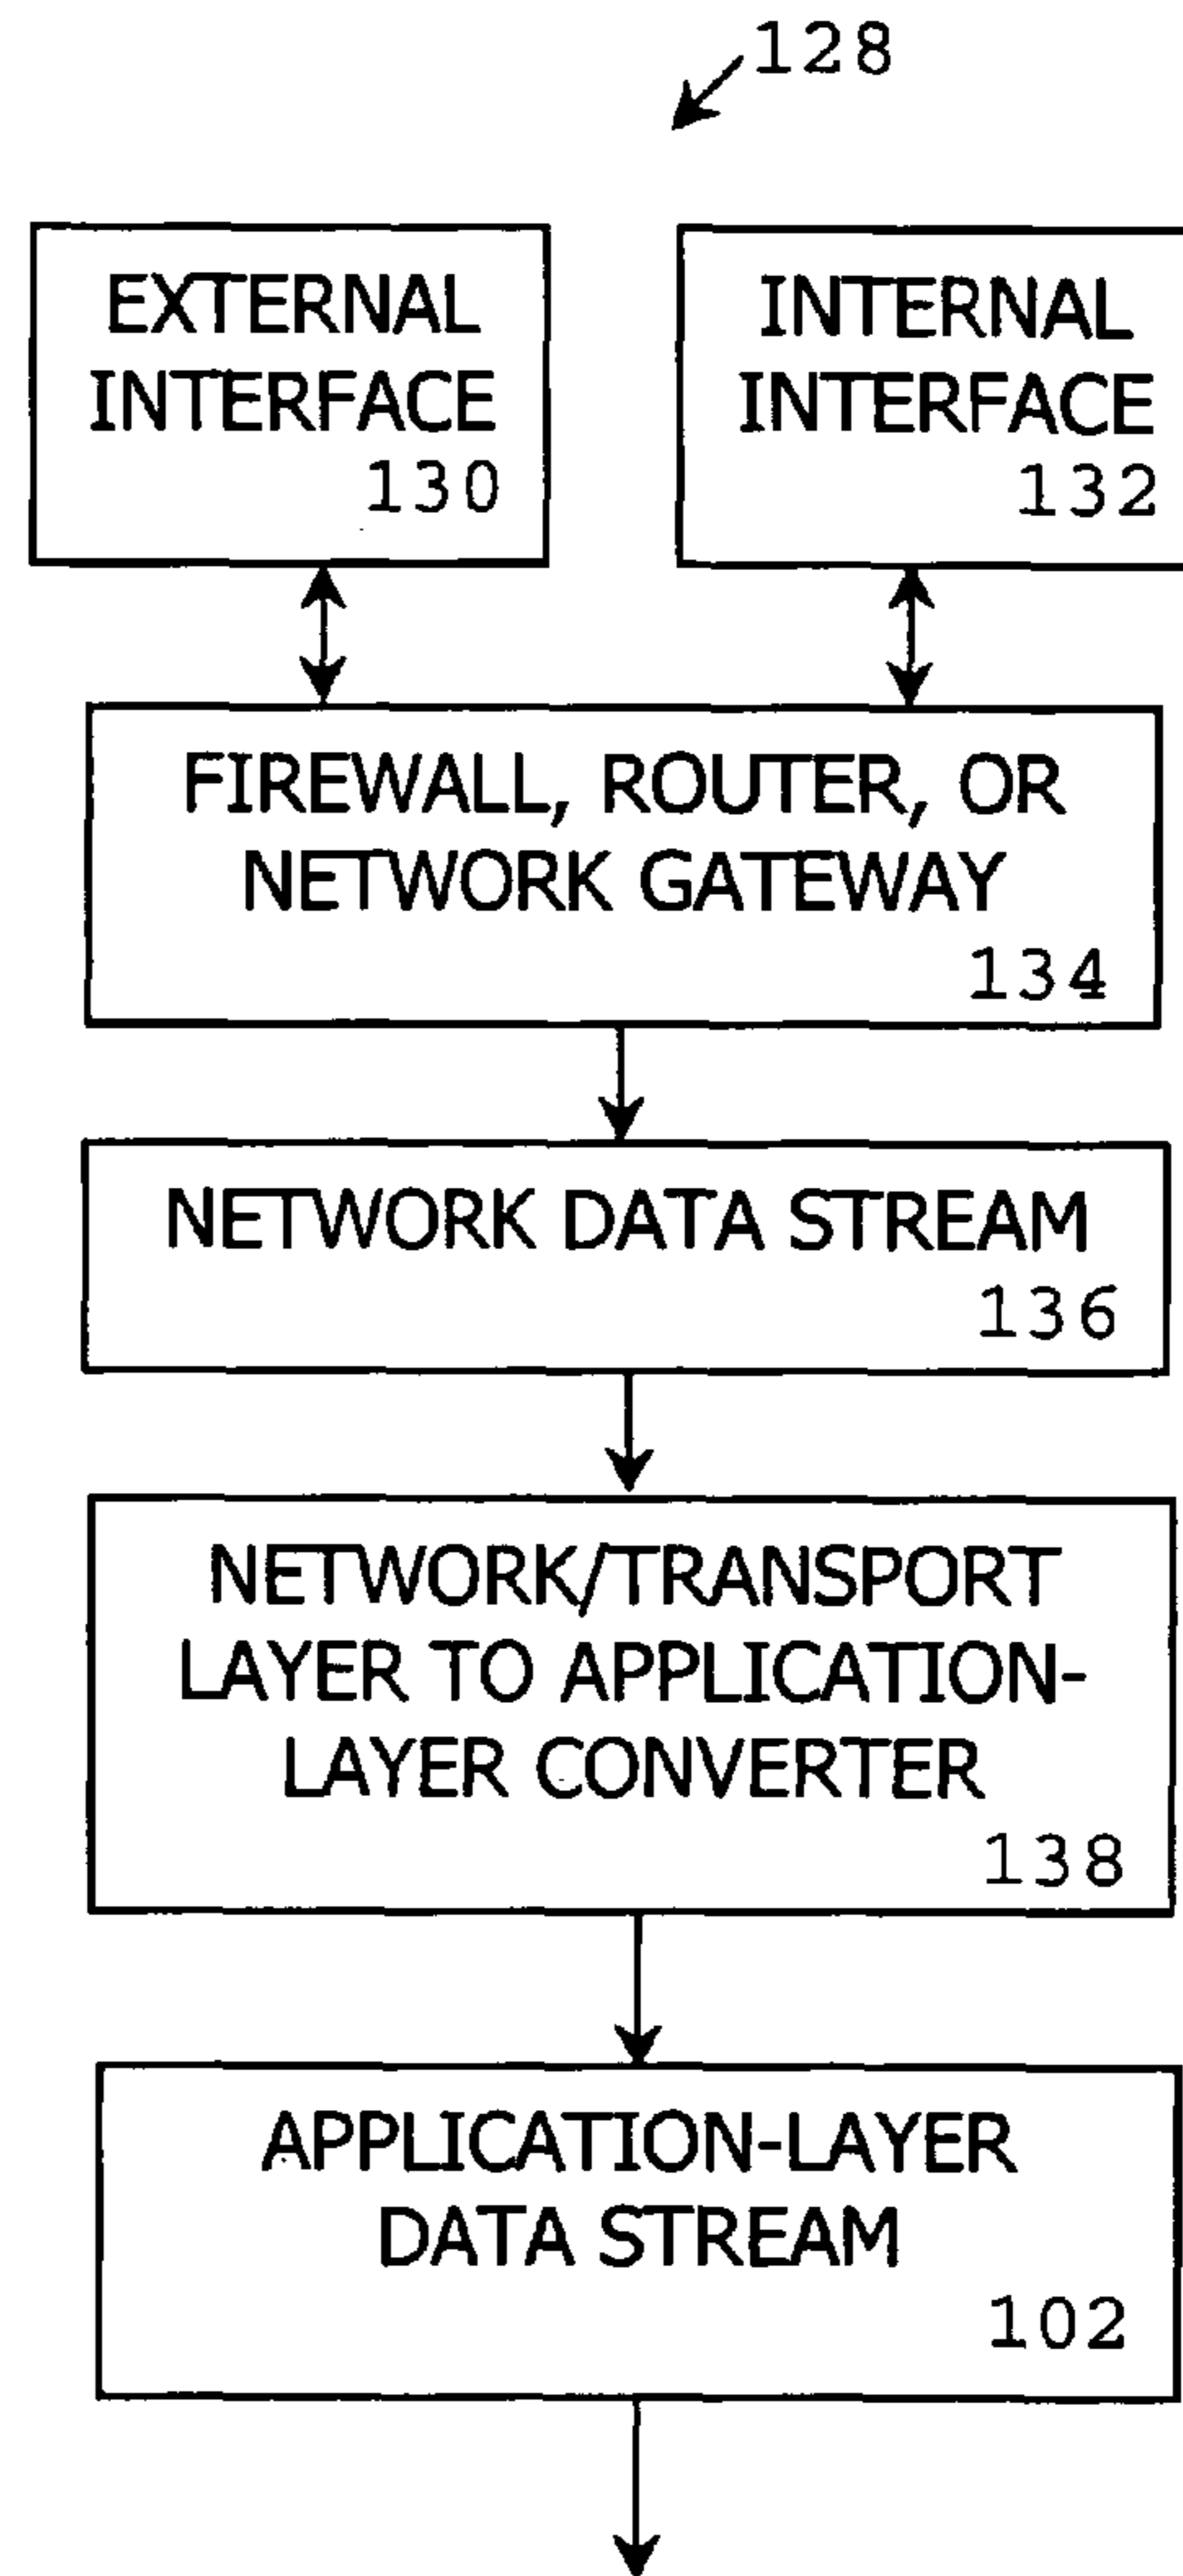 128
EXTERNAL
INTERFACE
130
INTERNAL
INTERFACE
132
FIREWALL, ROUTER, OR
NETWORK GATEWAY
134
NETWORK DATA STREAM
136
NETWORK/TRANSPORT
LAYER TO APPLICATION-
LAYER CONVERTER
138
APPLICATION-LAYER
DATA STREAM
102